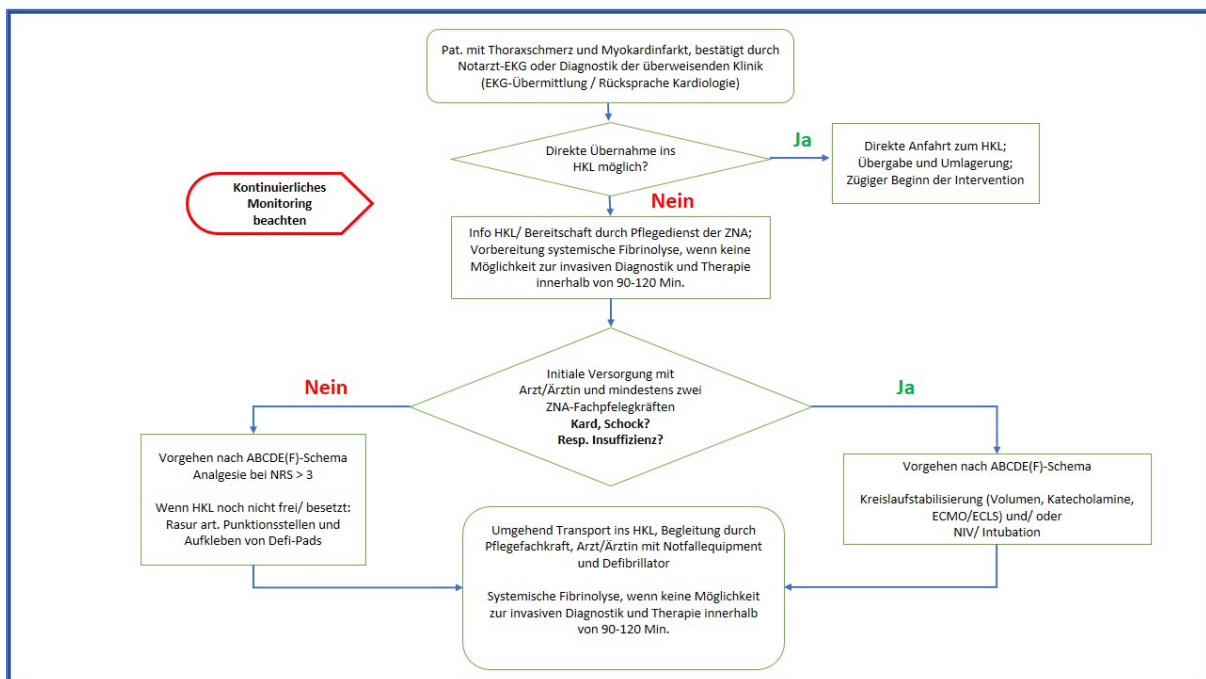 Pat. mit Thoraxschmerz und Myokardinfarkt, bestätigt durch
Notarzt-EKG oder Diagnostik der überweisenden Klinik
(EKG-Übermittlung / Rücksprache Kardiologie)
Direkte Übernahme ins
HKL möglich?
Ja
Direkte Anfahrt zum HKL;
Übergabe und Umlagerung;
Zügiger Beginn der Intervention
Kontinuierliches
Monitoring
beachten
Nein
Info HKL/ Bereitschaft durch Pflegedienst der ZNA;
Vorbereitung systemische Fibrinolyse, wenn keine
Möglichkeit zur invasiven Diagnostik und Therapie
innerhalb von 90-120 Min.
Initiale Versorgung mit
Arzt/Ärztin und mindestens zwei
ZNA-Fachpfelegkräften
Kard, Schock?
Resp. Insuffizienz?
Nein
Ja
Vorgehen nach ABCDE(F)-Schema
Analgesie bei NRS > 3
Wenn HKL noch nicht frei/ besetzt:
Rasur art. Punktionsstellen und
Aufkleben von Defi-Pads
Vorgehen nach ABCDE(F)-Schema
Kreislaufstabilisierung (Volumen, Katecholamine,
ECMO/ECLS) und/ oder
NIV/ Intubation
Umgehend Transport ins HKL, Begleitung durch
Pflegefachkraft, Arzt/Ärztin mit Notfallequipment
und Defibrillator
Systemische Fibrinolyse, wenn keine Möglichkeit
zur invasiven Diagnostik und Therapie innerhalb
von 90-120 Min.